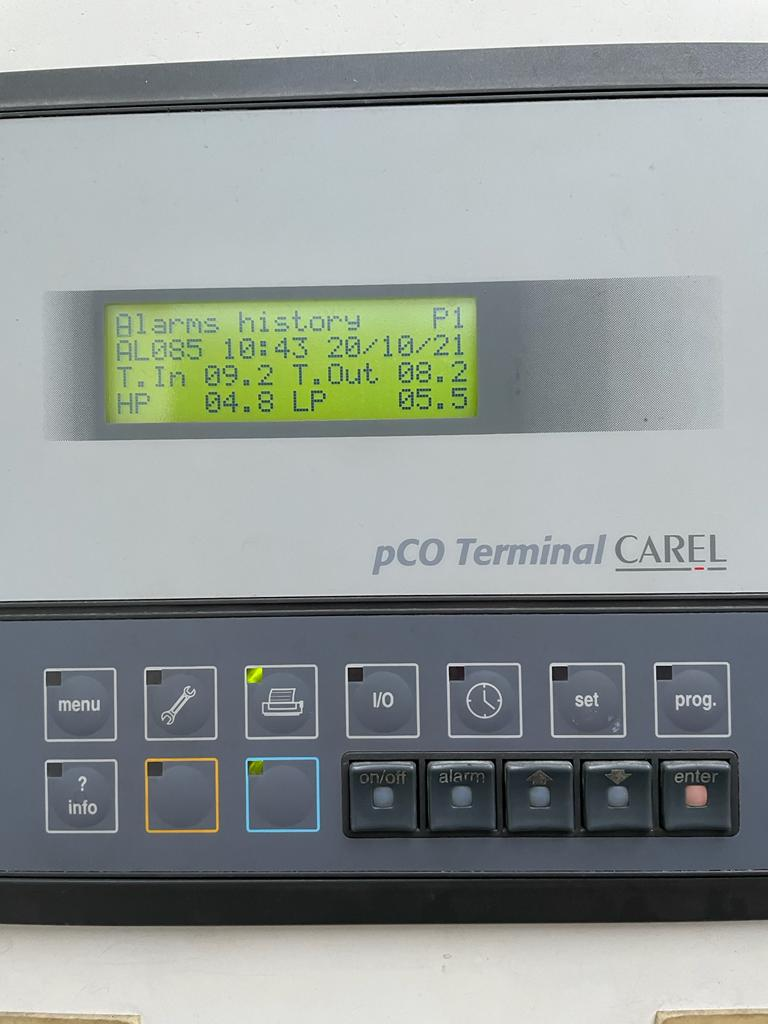 Alarms history P1
AL085 10:43 20/10/21
T.In 09.2 T.Out 08.2
HP 04.8 LP 05.5
pCO Terminal CAREL
menu I/O set prog.
? on/off alarm enter
info